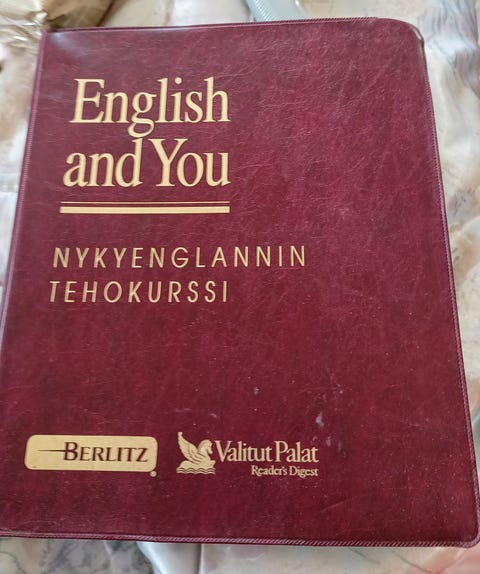 English
and You
NYKYENGLANNIN
TEHOKURSSI
BERLITZ®
Valitut Palat
Reader's Digest